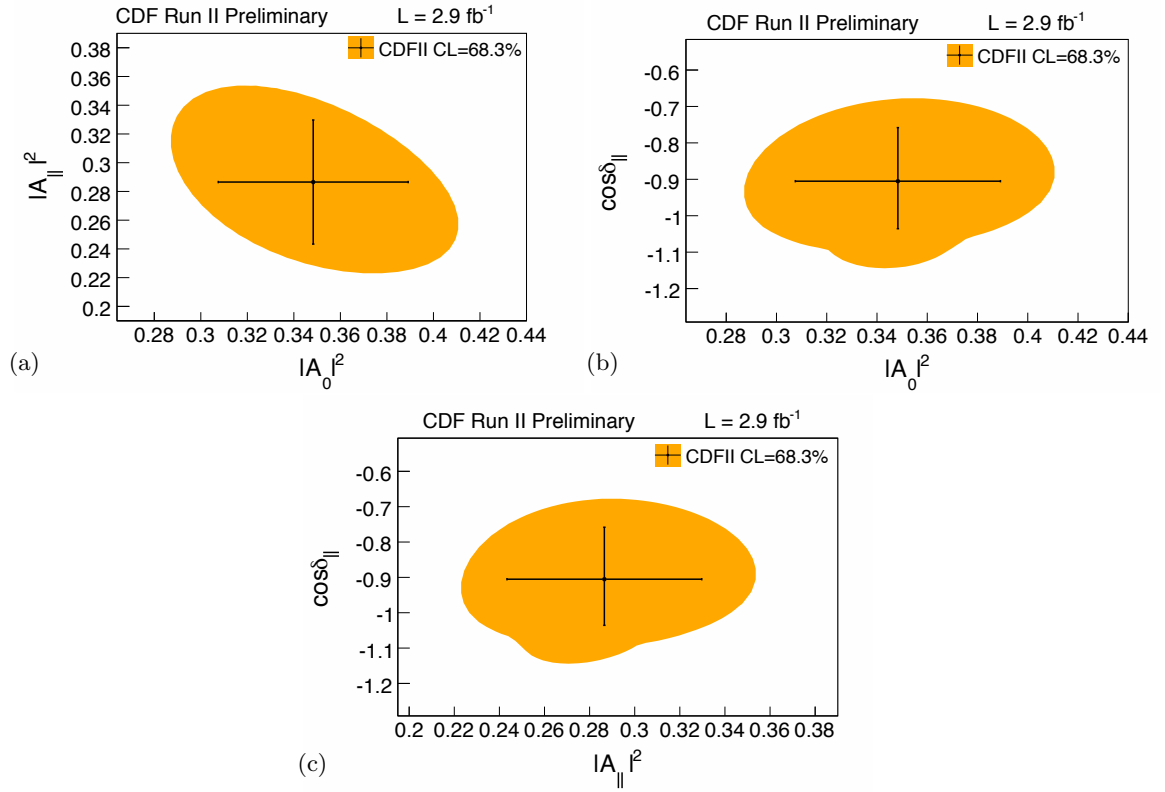 CDF Run II Preliminary L = 2.9 fb⁻¹
CDFII CL=68.3%
0.38
0.36
0.34
0.32
0.3
0.28
0.26
0.24
0.22
0.2
|A∥|²
0.28 0.3 0.32 0.34 0.36 0.38 0.4 0.42 0.44
|A₀|²
(a)
CDF Run II Preliminary L = 2.9 fb⁻¹
CDFII CL=68.3%
-0.6
-0.7
-0.8
-0.9
-1
-1.1
-1.2
cosδ∥
0.28 0.3 0.32 0.34 0.36 0.38 0.4 0.42 0.44
|A₀|²
(b)
CDF Run II Preliminary L = 2.9 fb⁻¹
CDFII CL=68.3%
-0.6
-0.7
-0.8
-0.9
-1
-1.1
-1.2
cosδ∥
0.2 0.22 0.24 0.26 0.28 0.3 0.32 0.34 0.36 0.38
|A∥|²
(c)